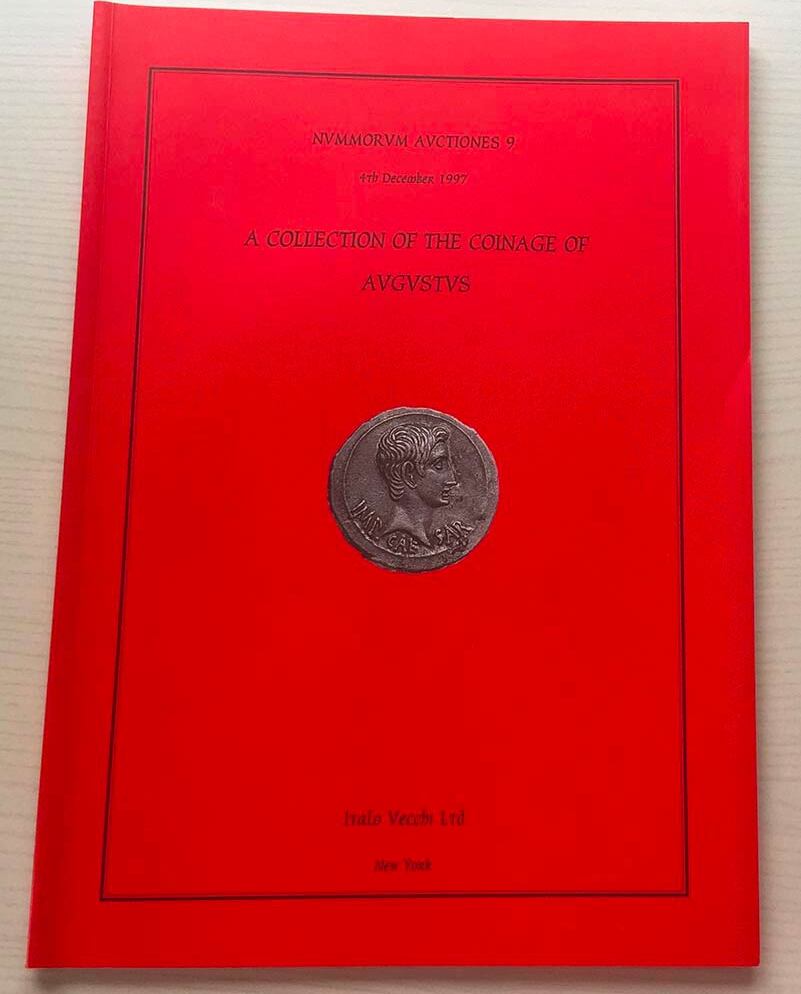 NVMMORVM AVCTIONES 9
4th December 1997
A COLLECTION OF THE COINAGE OF
AVGVSTVS
IMP. CAESAR
Italo Vecchi Ltd
New York